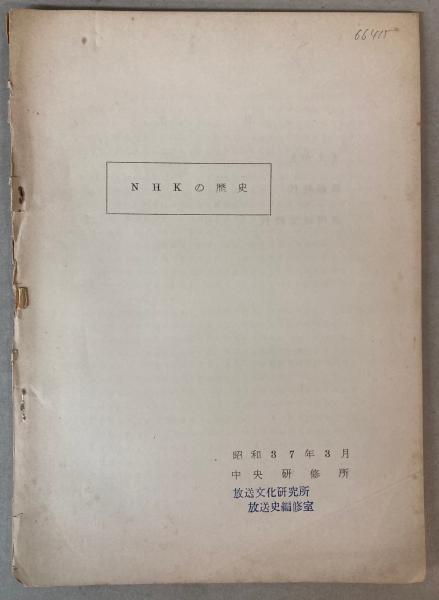 66415
NHKの歴史
昭和37年3月
中央研修所
放送文化研究所
放送史編修室